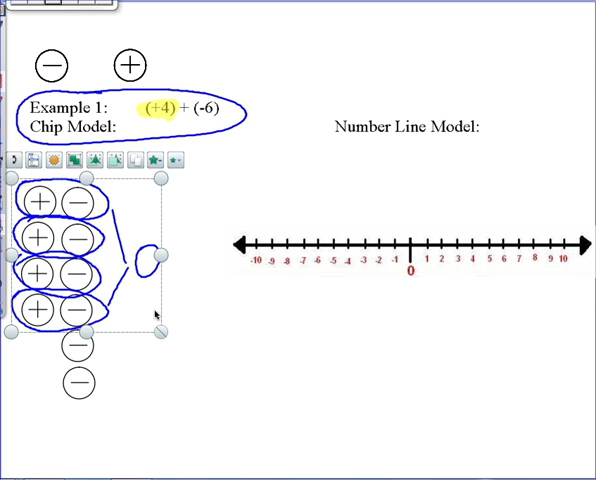 − +
Example 1: (+4) + (-6)
Chip Model:
Number Line Model:
+ −
+ −
+ − 0
+ −
−
−
-10 -9 -8 -7 -6 -5 -4 -3 -2 -1 0 1 2 3 4 5 6 7 8 9 10